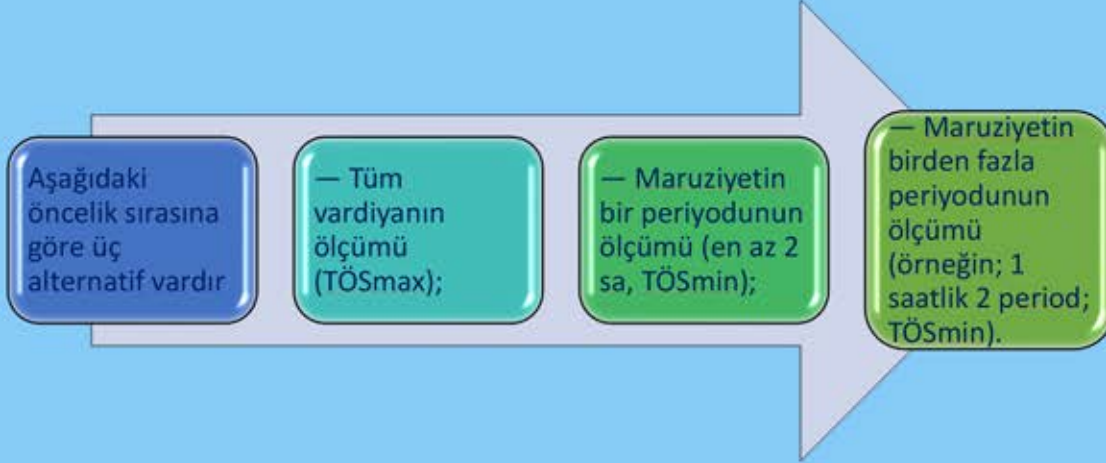 Aşağıdaki
öncelik sırasına
göre üç
alternatif vardır
— Tüm
vardiyanın
ölçümü
(TÖSmax);
— Maruziyetin
bir periyodunun
ölçümü (en az 2
sa, TÖSmin);
— Maruziyetin
birden fazla
periyodunun
ölçümü
(örneğin; 1
saatlik 2 period;
TÖSmin).